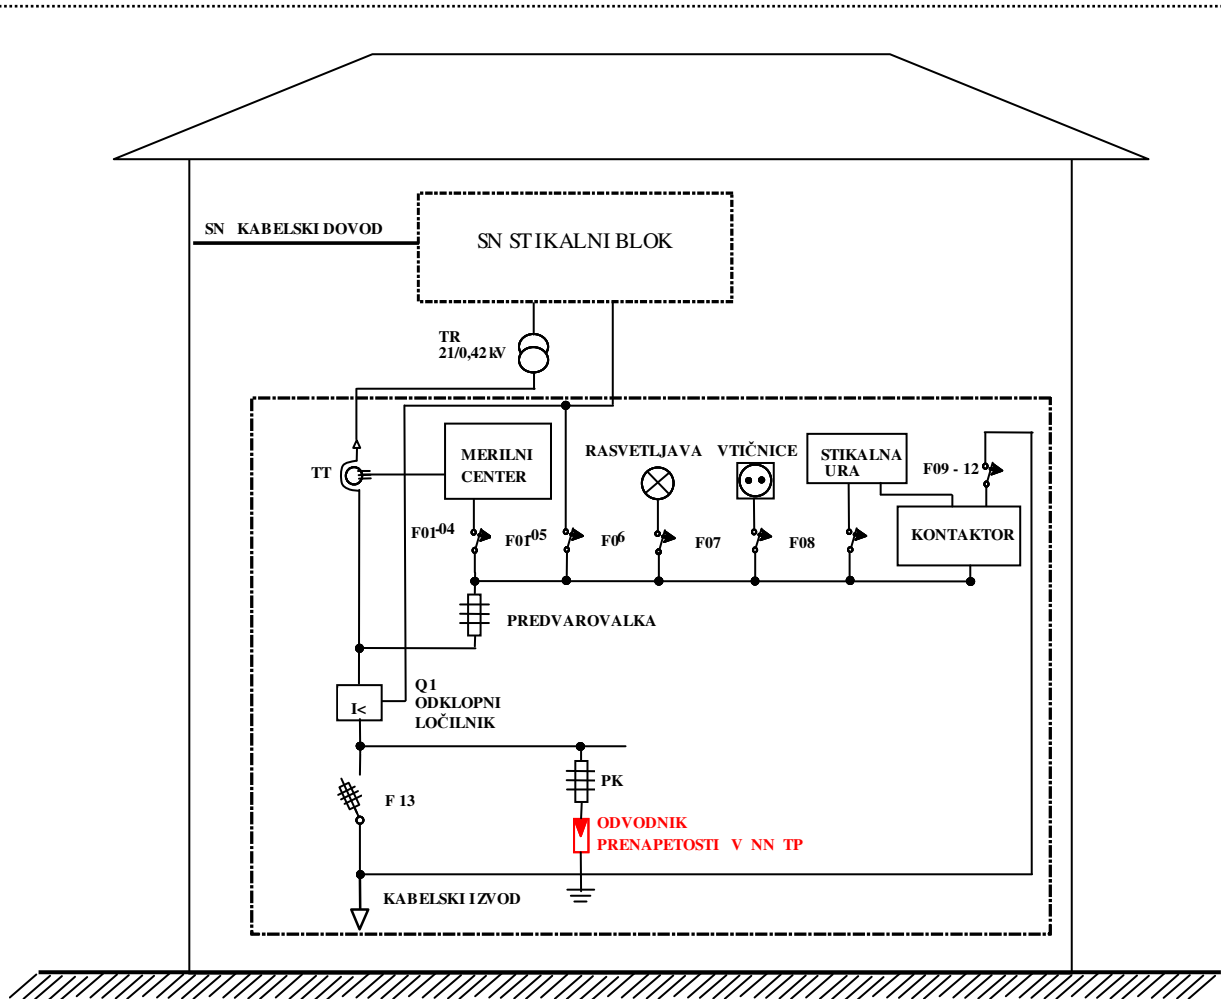 SN KABELSKI DOVOD
SN STIKALNI BLOK
TR
21/0,42 kV
TT
MERILNI
CENTER
RASVETLJAVA
VTIČNICE
STIKALNA
URA
F09 - 12
KONTAKTOR
F01-04
F01-05
F06
F07
F08
PREDVAROVALKA
Q1
ODKLOPNI
LOČILNIK
I<
PK
F 13
ODVODNIK
PRENAPETOSTI V NN TP
KABELSKI IZVOD